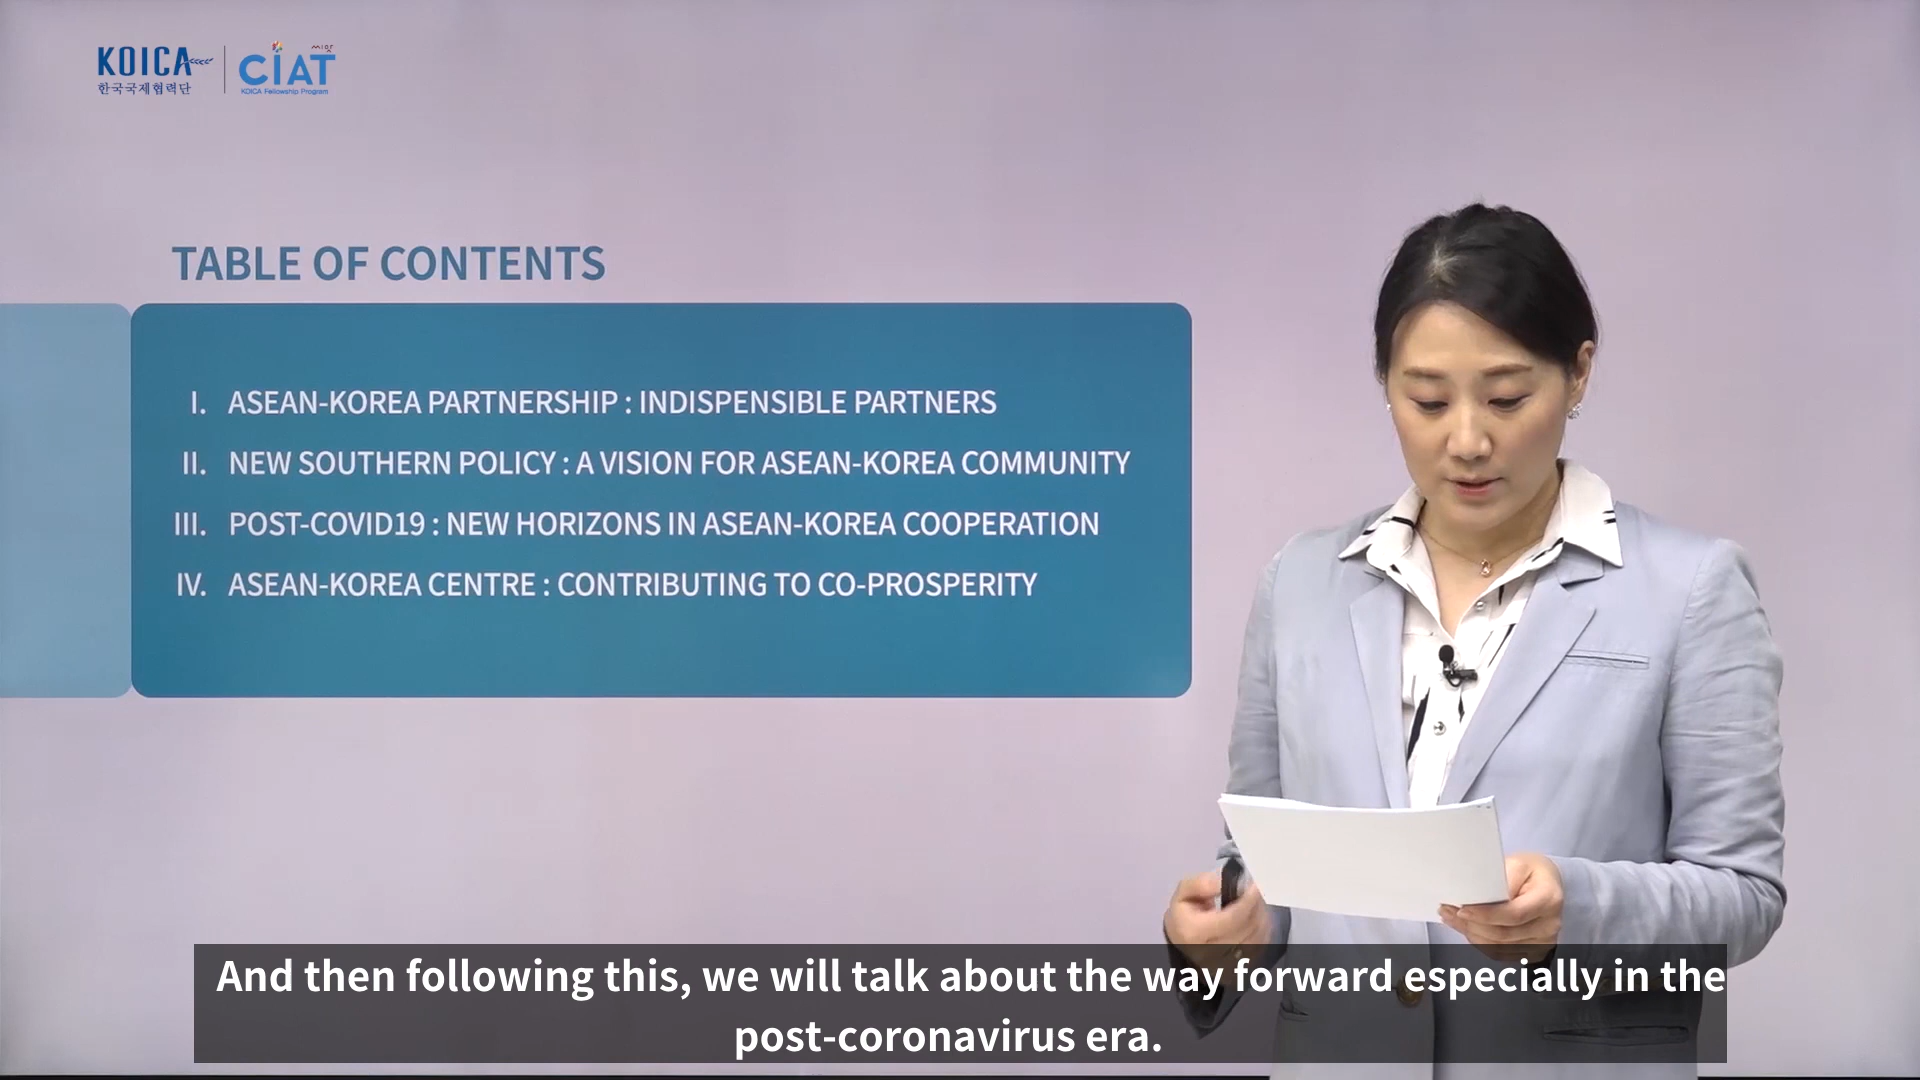 KOICA
한국국제협력단
씨앗
CIAT
KOICA Fellowship Program
TABLE OF CONTENTS
I. ASEAN-KOREA PARTNERSHIP : INDISPENSIBLE PARTNERS
II. NEW SOUTHERN POLICY : A VISION FOR ASEAN-KOREA COMMUNITY
III. POST-COVID19 : NEW HORIZONS IN ASEAN-KOREA COOPERATION
IV. ASEAN-KOREA CENTRE : CONTRIBUTING TO CO-PROSPERITY
And then following this, we will talk about the way forward especially in the
post-coronavirus era.